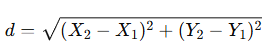 d = √(X₂ − X₁)² + (Y₂ − Y₁)²